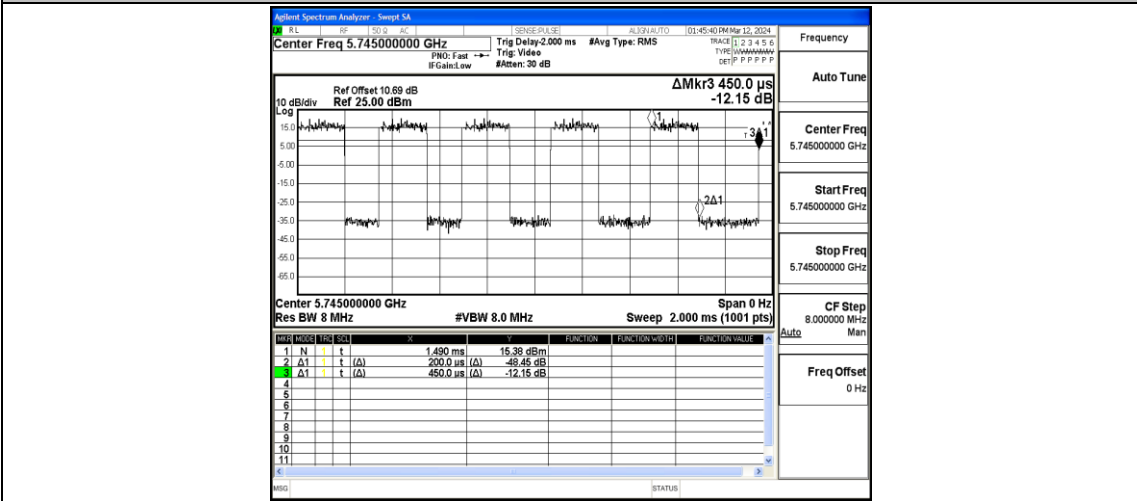 Agilent Spectrum Analyzer - Swept SA
RL RF 50 Ω AC SENSE:PULSE ALIGN AUTO 01:45:40 PM Mar 12, 2024
Center Freq 5.745000000 GHz Trig Delay-2.000 ms #Avg Type: RMS TRACE 1 2 3 4 5 6
PNO: Fast Trig: Video TYPE
IFGain:Low #Atten: 30 dB DET P P P P P P
Frequency
Auto Tune
ΔMkr3 450.0 µs
Ref Offset 10.69 dB
10 dB/div Ref 25.00 dBm -12.15 dB
Log
15.0
5.00
-5.00
-15.0
-25.0
-35.0
-45.0
-55.0
-65.0
1
3Δ1
2Δ1
Center Freq
5.745000000 GHz
Start Freq
5.745000000 GHz
Stop Freq
5.745000000 GHz
CF Step
8.000000 MHz
Auto Man
Freq Offset
0 Hz
Center 5.745000000 GHz Span 0 Hz
Res BW 8 MHz #VBW 8.0 MHz Sweep 2.000 ms (1001 pts)
MKR MODE TRC SCL X Y FUNCTION FUNCTION WIDTH FUNCTION VALUE
1 N 1 t 1.490 ms 15.38 dBm
2 Δ1 1 t (Δ) 200.0 µs (Δ) -48.45 dB
3 Δ1 1 t (Δ) 450.0 µs (Δ) -12.15 dB
4
5
6
7
8
9
10
11
MSG STATUS